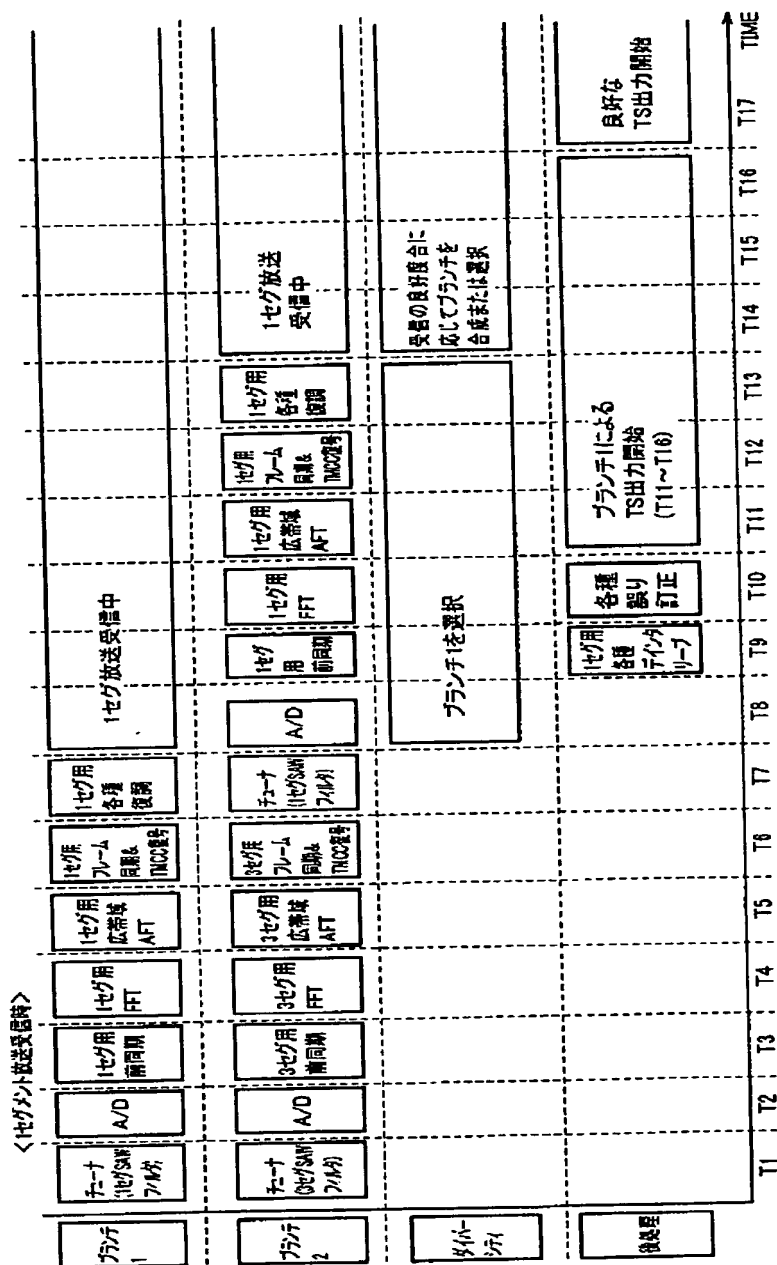 <1セグメント放送受信時>
ブランチ
1
チューナ
(1セグSAW
フィルタ)
A/D
1セグ用
前同期
1セグ用
FFT
1セグ用
広帯域
AFT
1セグ用
フレーム
同期&
TMCC復号
1セグ用
各種
復調
1セグ放送受信中
ブランチ
2
チューナ
(3セグSAW
フィルタ)
A/D
3セグ用
前同期
3セグ用
FFT
3セグ用
広帯域
AFT
3セグ用
フレーム
同期&
TMCC復号
チューナ
(1セグSAW
フィルタ)
A/D
1セグ
用
前同期
1セグ用
FFT
1セグ用
広帯域
AFT
1セグ用
フレーム
同期&
TMCC復号
1セグ用
各種
復調
1セグ放送
受信中
ダイバー
シティ
ブランチ1を選択
受信の良好度合に
応じてブランチを
合成または選択
後処理
1セグ用
各種
デインタ
リーブ
各種
誤り
訂正
ブランチ1による
TS出力開始
(T11~T16)
良好な
TS出力開始
T1 T2 T3 T4 T5 T6 T7 T8 T9 T10 T11 T12 T13 T14 T15 T16 T17 TIME